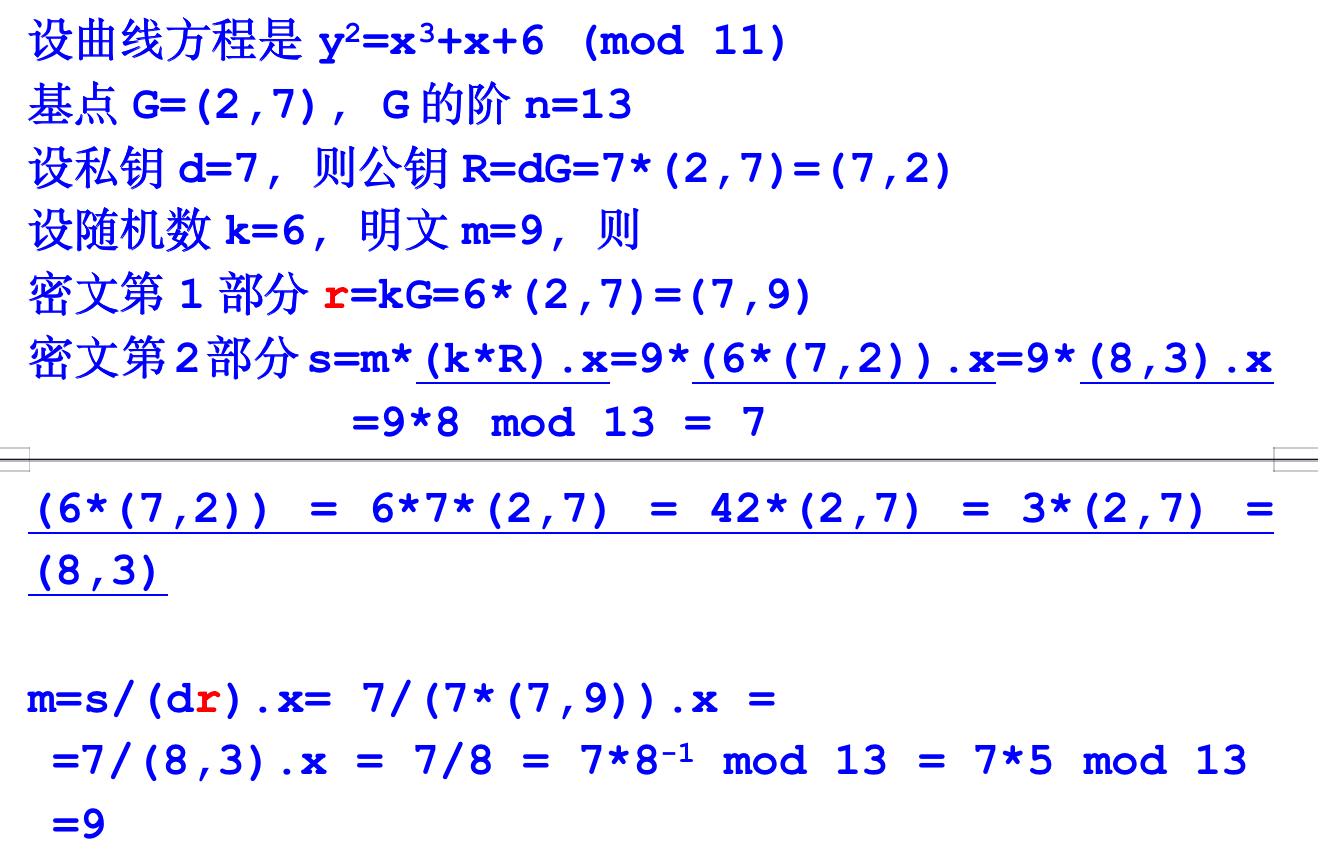 设曲线方程是 y²=x³+x+6 (mod 11)
基点 G=(2,7), G 的阶 n=13
设私钥 d=7, 则公钥 R=dG=7*(2,7)=(7,2)
设随机数 k=6, 明文 m=9, 则
密文第 1 部分 r=kG=6*(2,7)=(7,9)
密文第 2 部分 s=m*(k*R).x=9*(6*(7,2)).x=9*(8,3).x
=9*8 mod 13 = 7
(6*(7,2)) = 6*7*(2,7) = 42*(2,7) = 3*(2,7) =
(8,3)
m=s/(dr).x= 7/(7*(7,9)).x =
=7/(8,3).x = 7/8 = 7*8⁻¹ mod 13 = 7*5 mod 13
=9